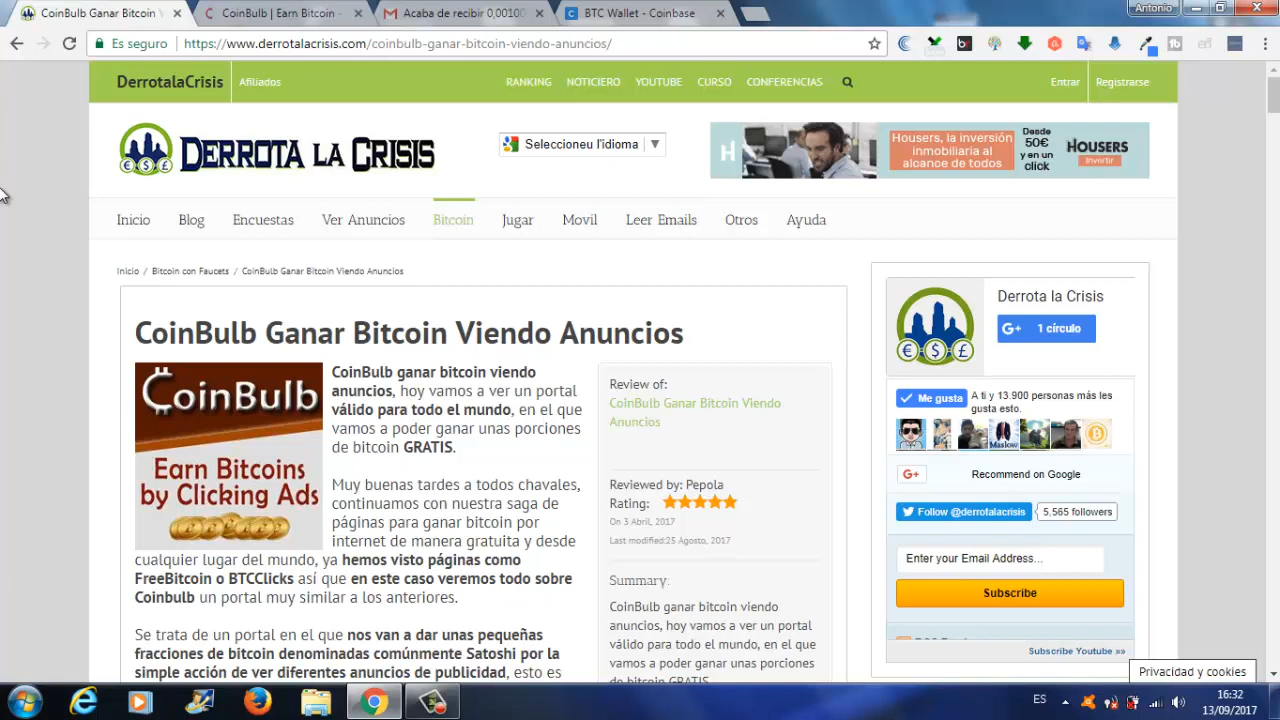 CoinBulb Ganar Bitcoin V
CoinBulb | Earn Bitcoin -
Acaba de recibir 0,00100
BTC Wallet - Coinbase
Antonio
Es seguro
https://www.derrotalacrisis.com/coinbulb-ganar-bitcoin-viendo-anuncios/
DerrotalaCrisis
Afiliados
RANKING
NOTICIERO
YOUTUBE
CURSO
CONFERENCIAS
Entrar
Registrarse
DERROTA LA CRISIS
Seleccioneu l'idioma
H
Housers, la inversión
inmobiliaria al
alcance de todos
Desde
50€
y en un
click
HOUSERS
Invertir
Inicio
Blog
Encuestas
Ver Anuncios
Bitcoin
Jugar
Movil
Leer Emails
Otros
Ayuda
Inicio / Bitcoin con Faucets / CoinBulb Ganar Bitcoin Viendo Anuncios
CoinBulb Ganar Bitcoin Viendo Anuncios
CoinBulb
Earn Bitcoins
by Clicking Ads
CoinBulb ganar bitcoin viendo
anuncios, hoy vamos a ver un portal
válido para todo el mundo, en el que
vamos a poder ganar unas porciones
de bitcoin GRATIS.
Muy buenas tardes a todos chavales,
continuamos con nuestra saga de
páginas para ganar bitcoin por
internet de manera gratuita y desde
cualquier lugar del mundo, ya hemos visto páginas como
FreeBitcoin o BTCClicks así que en este caso veremos todo sobre
Coinbulb un portal muy similar a los anteriores.
Se trata de un portal en el que nos van a dar unas pequeñas
fracciones de bitcoin denominadas comúnmente Satoshi por la
simple acción de ver diferentes anuncios de publicidad, esto es
Review of:
CoinBulb Ganar Bitcoin Viendo
Anuncios
Reviewed by: Pepola
Rating:
On 3 Abril, 2017
Last modified:25 Agosto, 2017
Summary:
CoinBulb ganar bitcoin viendo
anuncios, hoy vamos a ver un portal
válido para todo el mundo, en el que
vamos a poder ganar unas porciones
de bitcoin GRATIS.
€ $ £
Derrota la Crisis
G+ 1 círculo
Me gusta
A ti y 13.900 personas más les
gusta esto.
G+
Recommend on Google
Follow @derrotalacrisis
5,565 followers
Enter your Email Address...
Subscribe
Subscribe Youtube »»
Privacidad y cookies
ES
16:32
13/09/2017